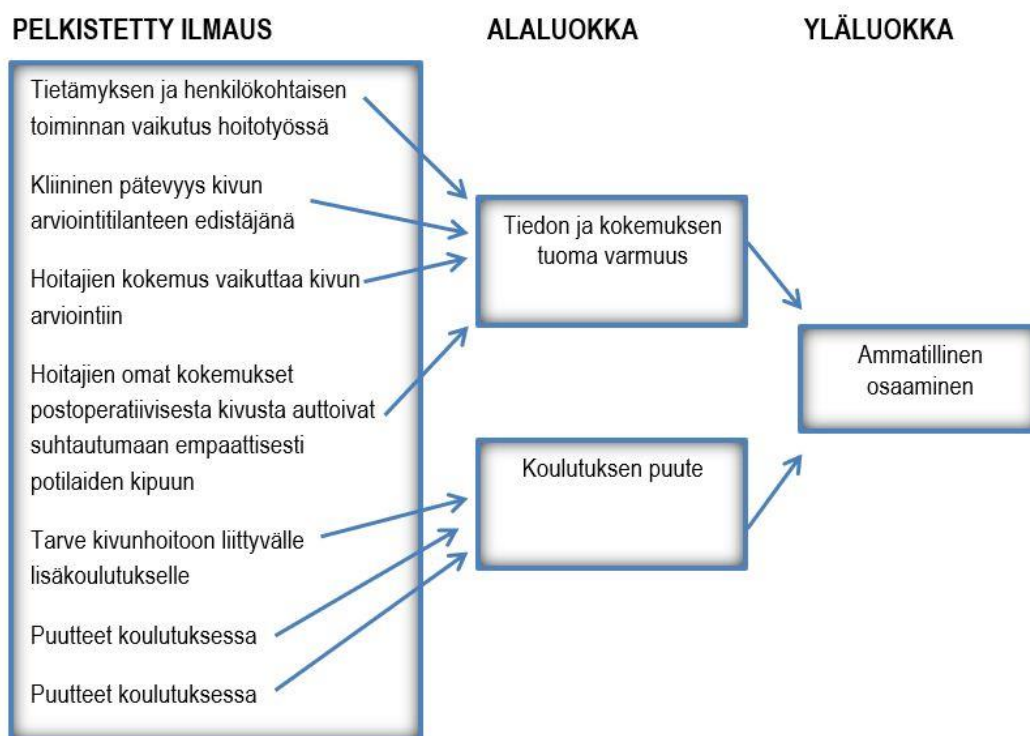 PELKISTETTY ILMAUS
ALALUOKKA
YLÄLUOKKA
Tietämyksen ja henkilökohtaisen
toiminnan vaikutus hoitotyössä
Kliininen pätevyys kivun
arviointitilanteen edistäjänä
Hoitajien kokemus vaikuttaa kivun
arviointiin
Hoitajien omat kokemukset
postoperatiivisesta kivusta auttoivat
suhtautumaan empaattisesti
potilaiden kipuun
Tarve kivunhoitoon liittyvälle
lisäkoulutukselle
Puutteet koulutuksessa
Puutteet koulutuksessa
Tiedon ja kokemuksen
tuoma varmuus
Koulutuksen puute
Ammatillinen
osaaminen